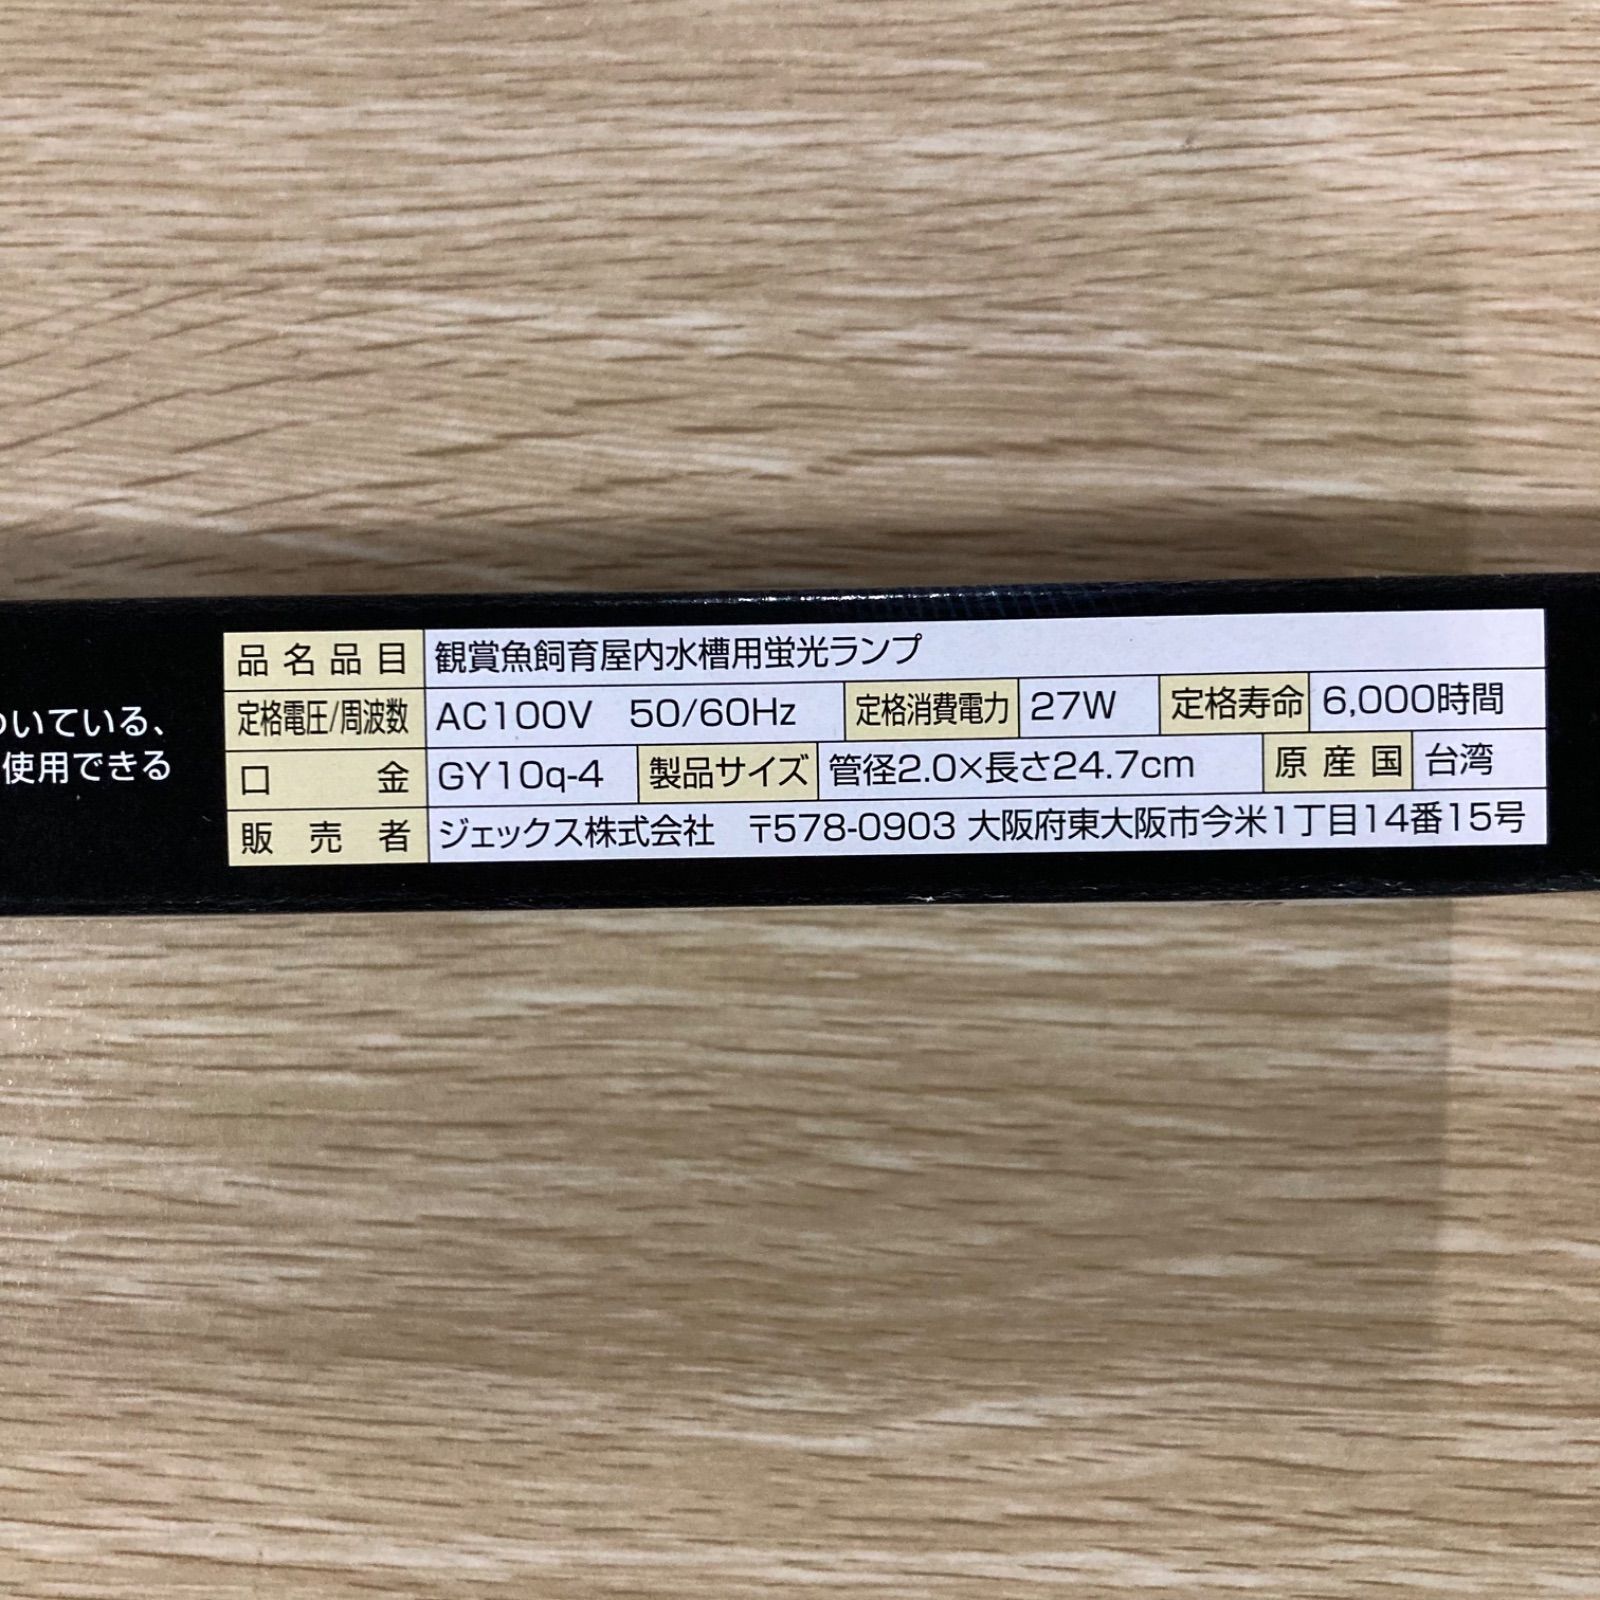 品名品目 観賞魚飼育屋内水槽用蛍光ランプ
定格電圧/周波数 AC100V 50/60Hz 定格消費電力 27W 定格寿命 6,000時間
口金 GY10q-4 製品サイズ 管径2.0×長さ24.7cm 原産国 台湾
販売者 ジェックス株式会社 〒578-0903 大阪府東大阪市今米1丁目14番15号
ついている、
使用できる